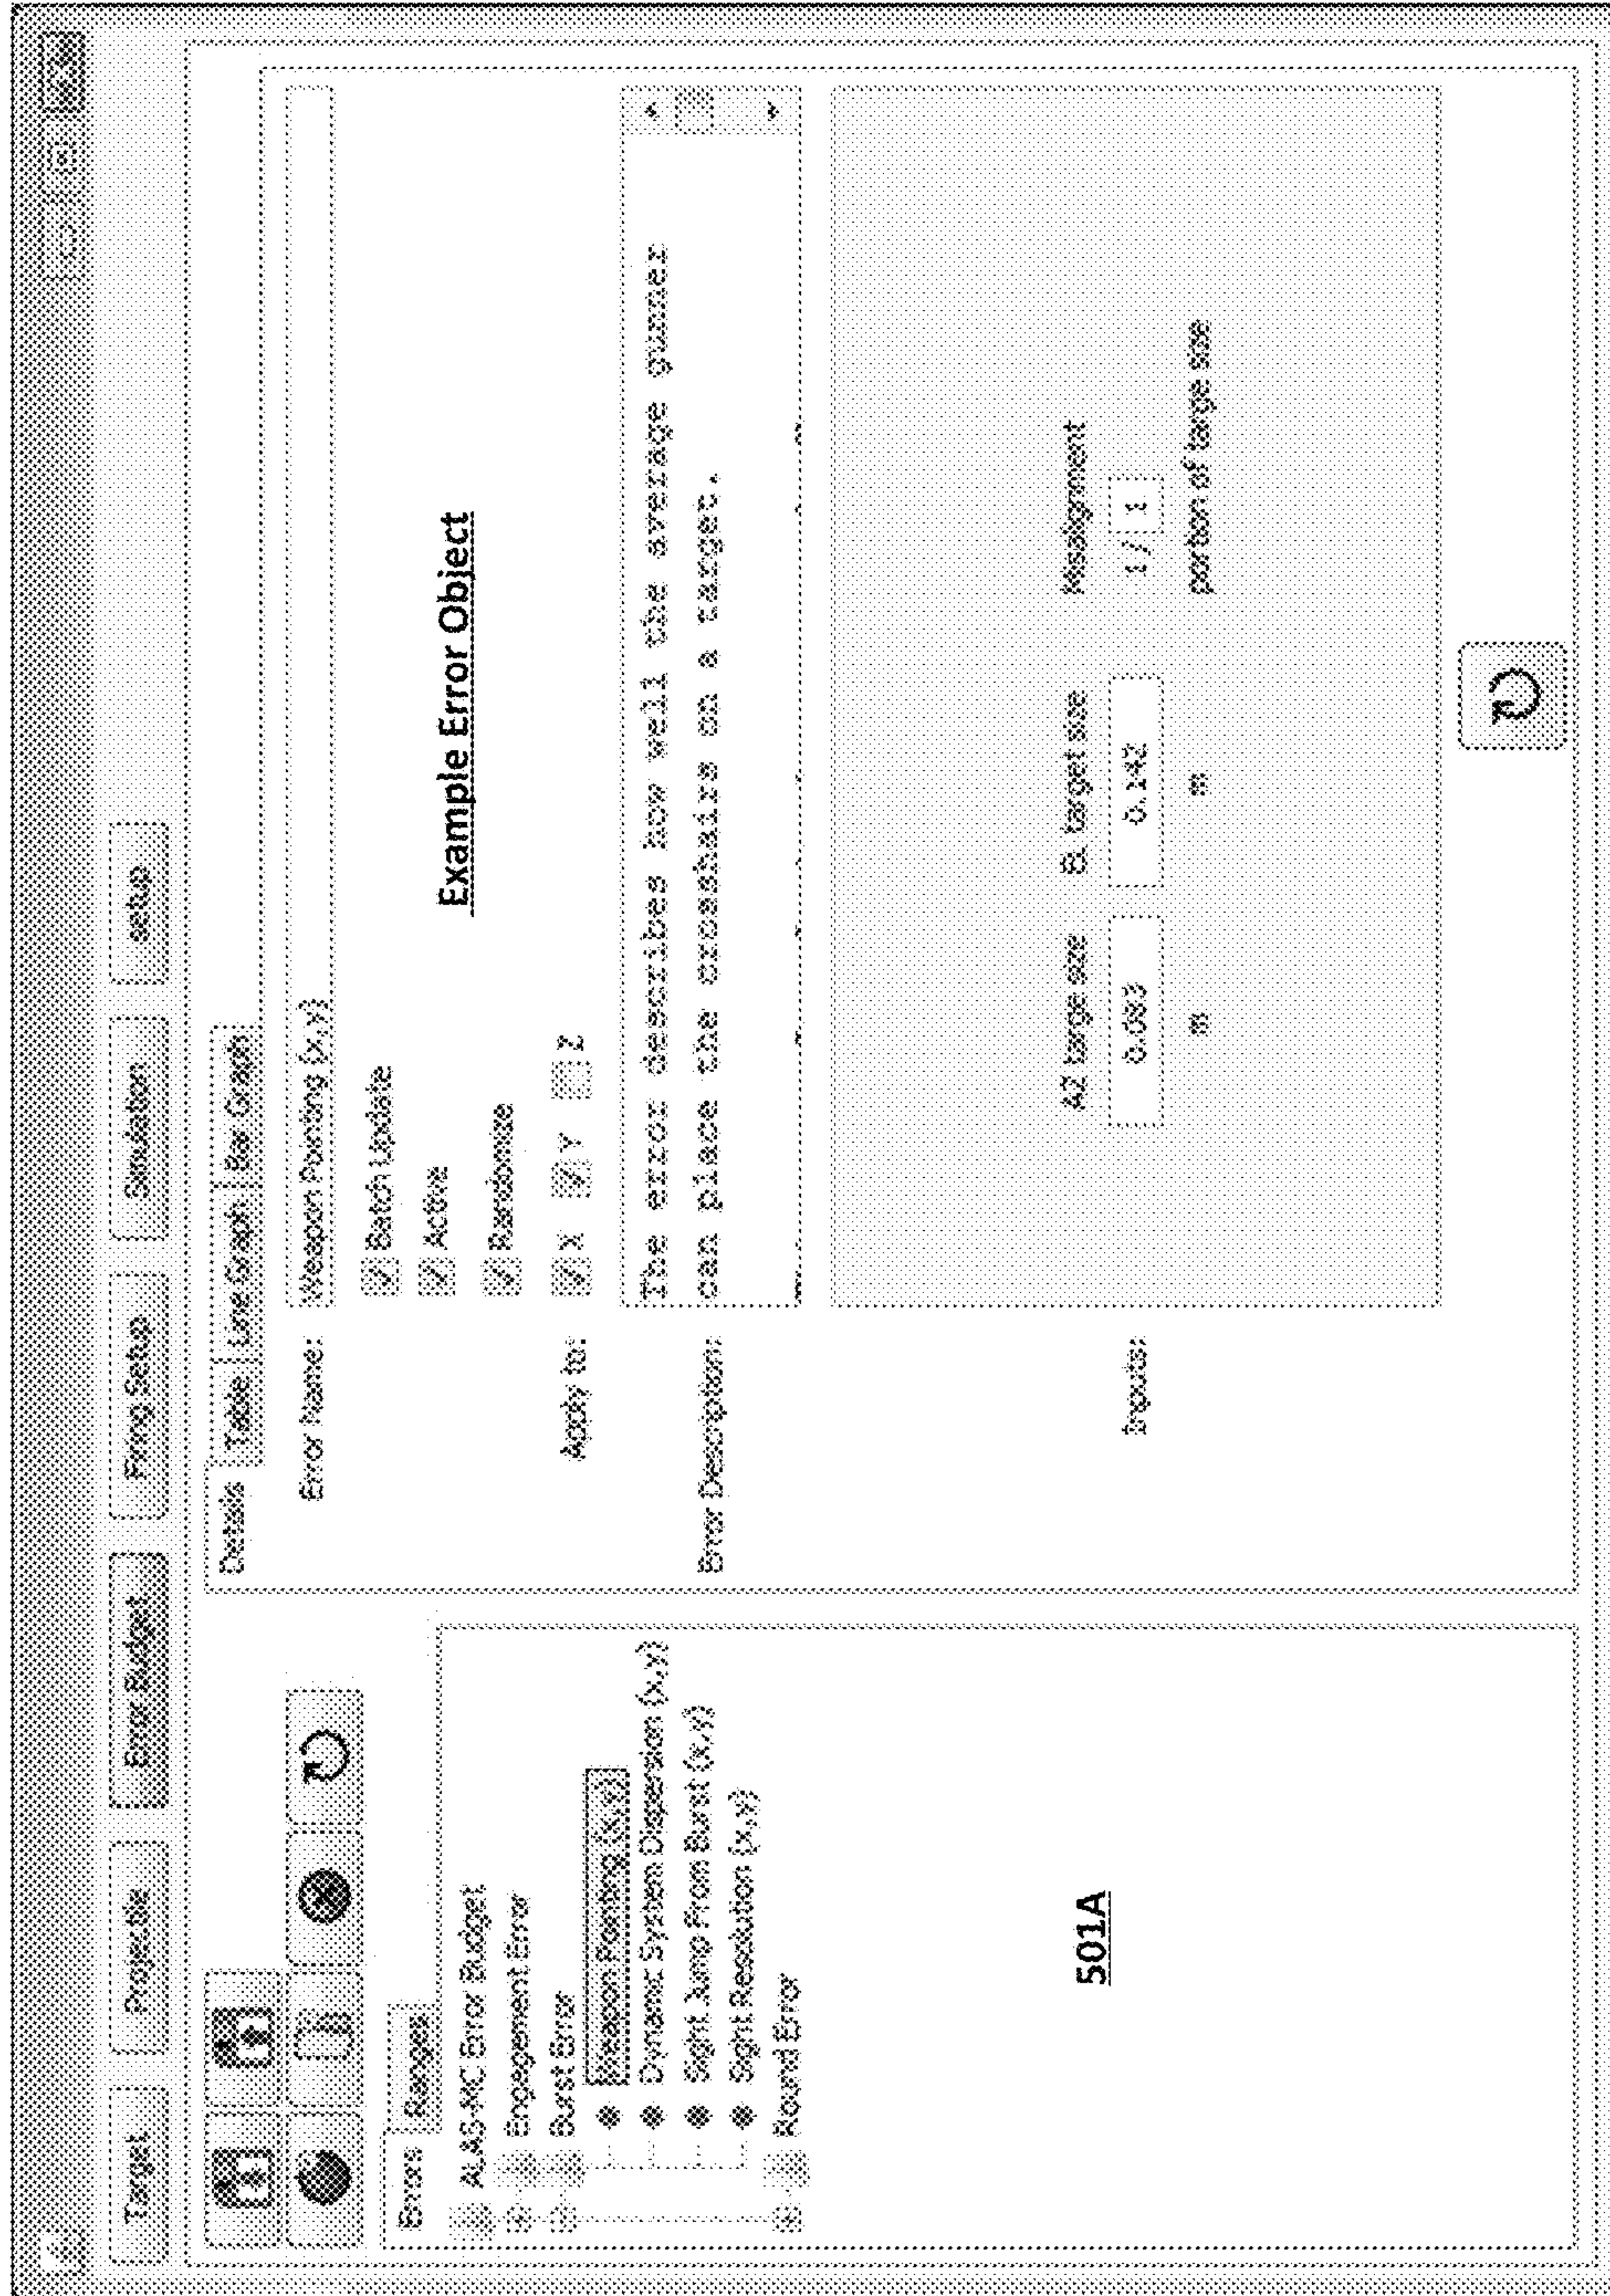 Target Projectile Error Budget Firing Setup Simulation setup
Errors Ranges
ALAS-MC Error Budget
Engagement Error
Burst Error
Weapon Pointing (x,y)
Dynamic System Dispersion (x,y)
Sight Jump From Burst (x,y)
Sight Resolution (x,y)
Round Error
501A
Details Table Line Graph Bar Graph
Error Name: Weapon Pointing (x,y)
Batch Update
Active
Example Error Object
Randomize
Apply to: X Y Z
Error Description:
The error describes how well the average gunner
can place the crosshairs on a target.
Inputs:
AZ targe size EL target size Missalignment
0.083 0.142 1 / 1
m m portion of targe size